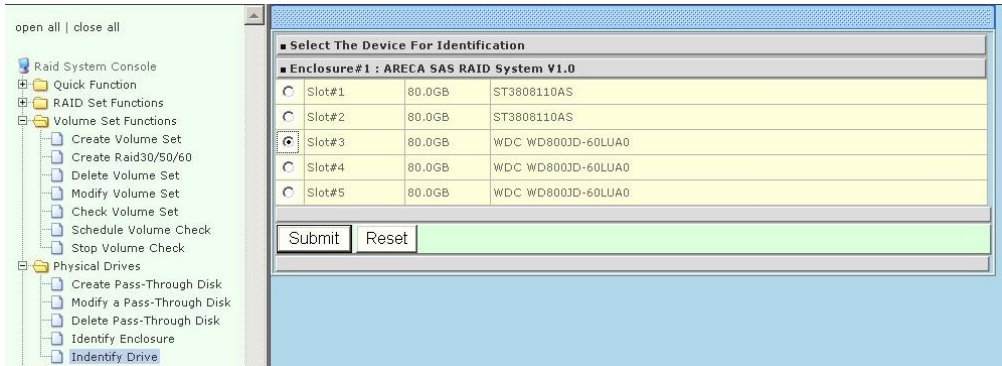 open all | close all
Raid System Console
Quick Function
RAID Set Functions
Volume Set Functions
Create Volume Set
Create Raid30/50/60
Delete Volume Set
Modify Volume Set
Check Volume Set
Schedule Volume Check
Stop Volume Check
Physical Drives
Create Pass-Through Disk
Modify a Pass-Through Disk
Delete Pass-Through Disk
Identify Enclosure
Indentify Drive
Select The Device For Identification
Enclosure#1 : ARECA SAS RAID System V1.0
Slot#1 80.0GB ST3808110AS
Slot#2 80.0GB ST3808110AS
Slot#3 80.0GB WDC WD800JD-60LUA0
Slot#4 80.0GB WDC WD800JD-60LUA0
Slot#5 80.0GB WDC WD800JD-60LUA0
Submit Reset